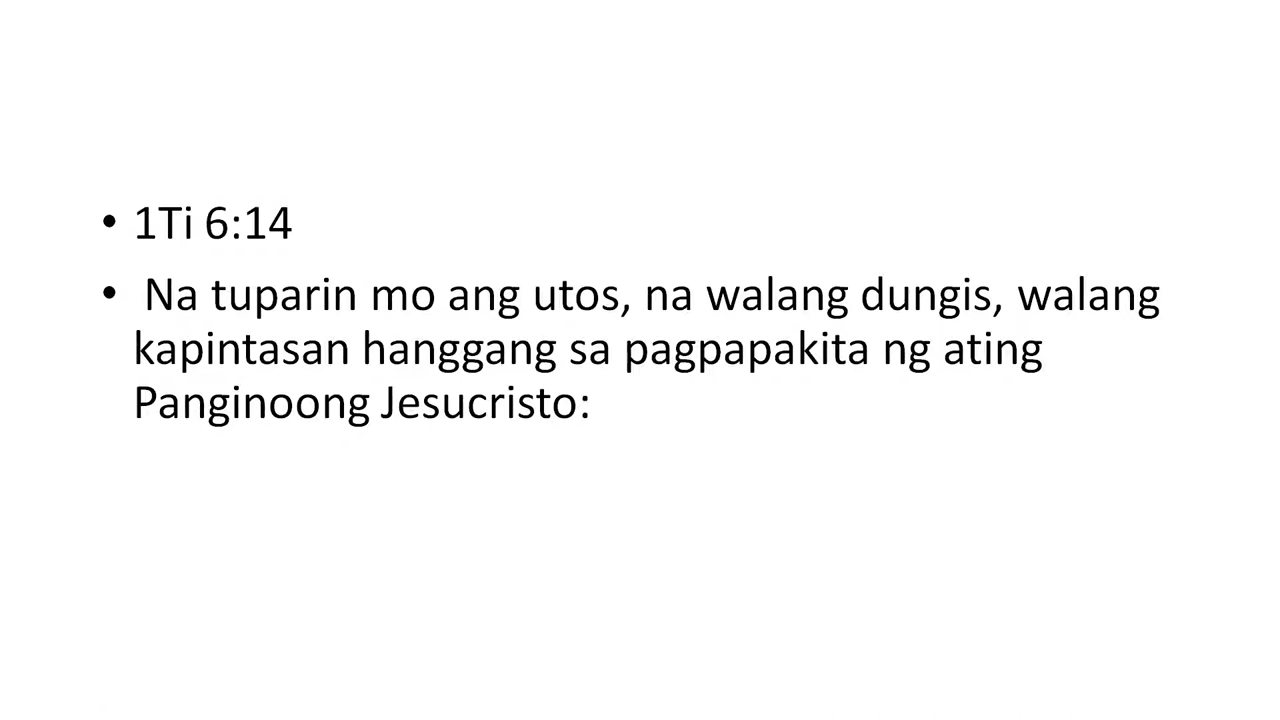 • 1Ti 6:14
• Na tuparin mo ang utos, na walang dungis, walang
kapintasan hanggang sa pagpapakita ng ating
Panginoong Jesucristo: